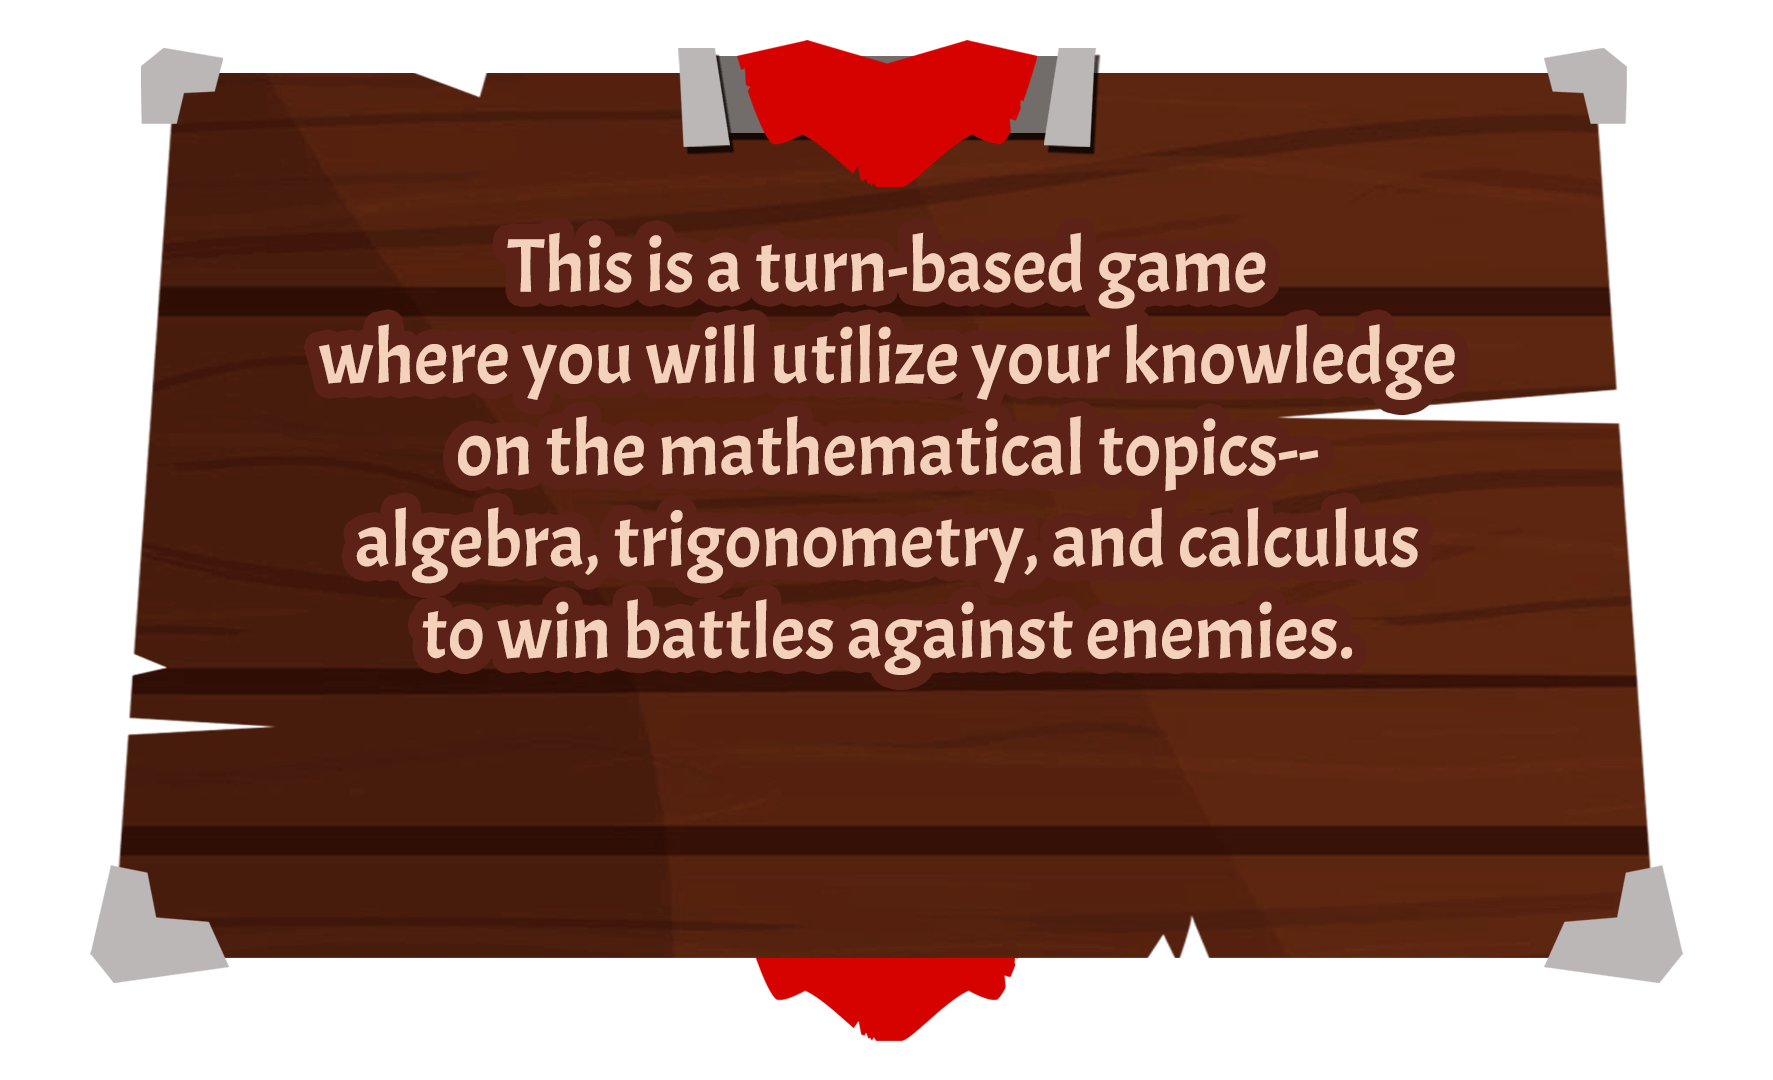 This is a turn-based game
where you will utilize your knowledge
on the mathematical topics--
algebra, trigonometry, and calculus
to win battles against enemies.